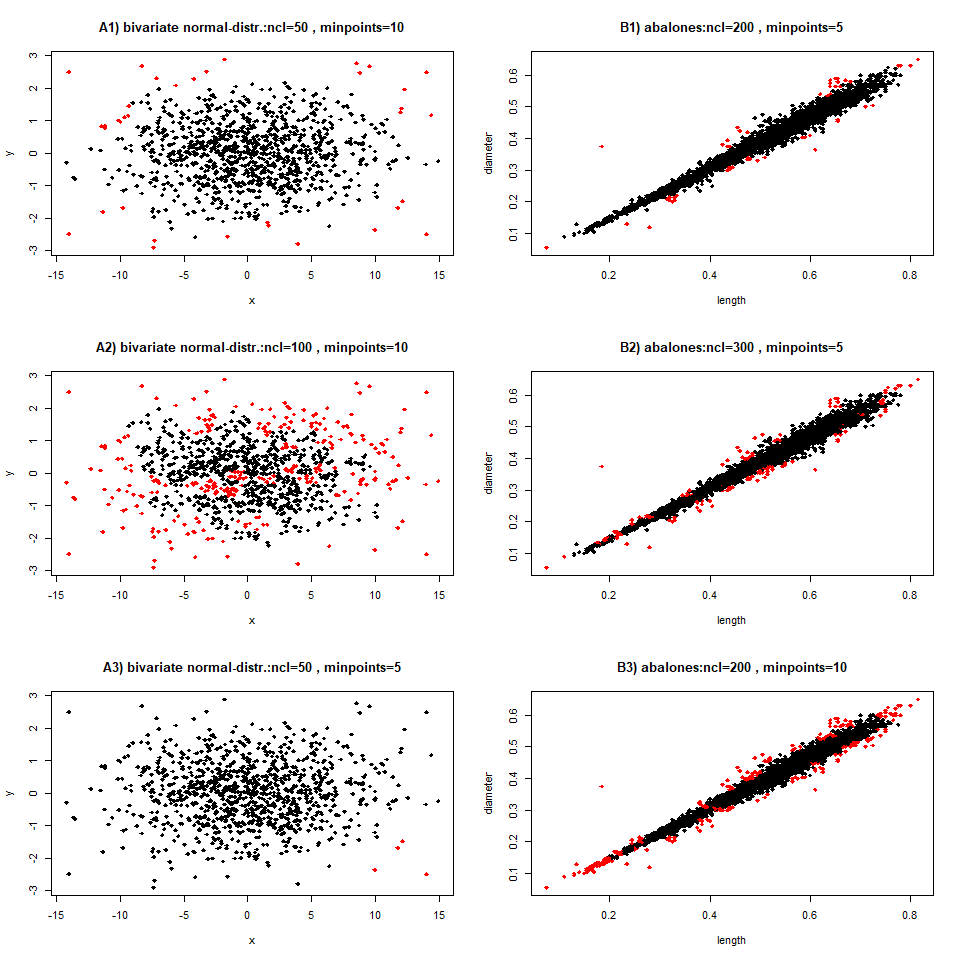 A1) bivariate normal-distr.:ncl=50 , minpoints=10
3
2
1
0
-1
-2
-3
y
-15 -10 -5 0 5 10 15
x
B1) abalones:ncl=200 , minpoints=5
0.6
0.5
0.4
0.3
0.2
0.1
diameter
0.2 0.4 0.6 0.8
length
A2) bivariate normal-distr.:ncl=100 , minpoints=10
3
2
1
0
-1
-2
-3
y
-15 -10 -5 0 5 10 15
x
B2) abalones:ncl=300 , minpoints=5
0.6
0.5
0.4
0.3
0.2
0.1
diameter
0.2 0.4 0.6 0.8
length
A3) bivariate normal-distr.:ncl=50 , minpoints=5
3
2
1
0
-1
-2
-3
y
-15 -10 -5 0 5 10 15
x
B3) abalones:ncl=200 , minpoints=10
0.6
0.5
0.4
0.3
0.2
0.1
diameter
0.2 0.4 0.6 0.8
length